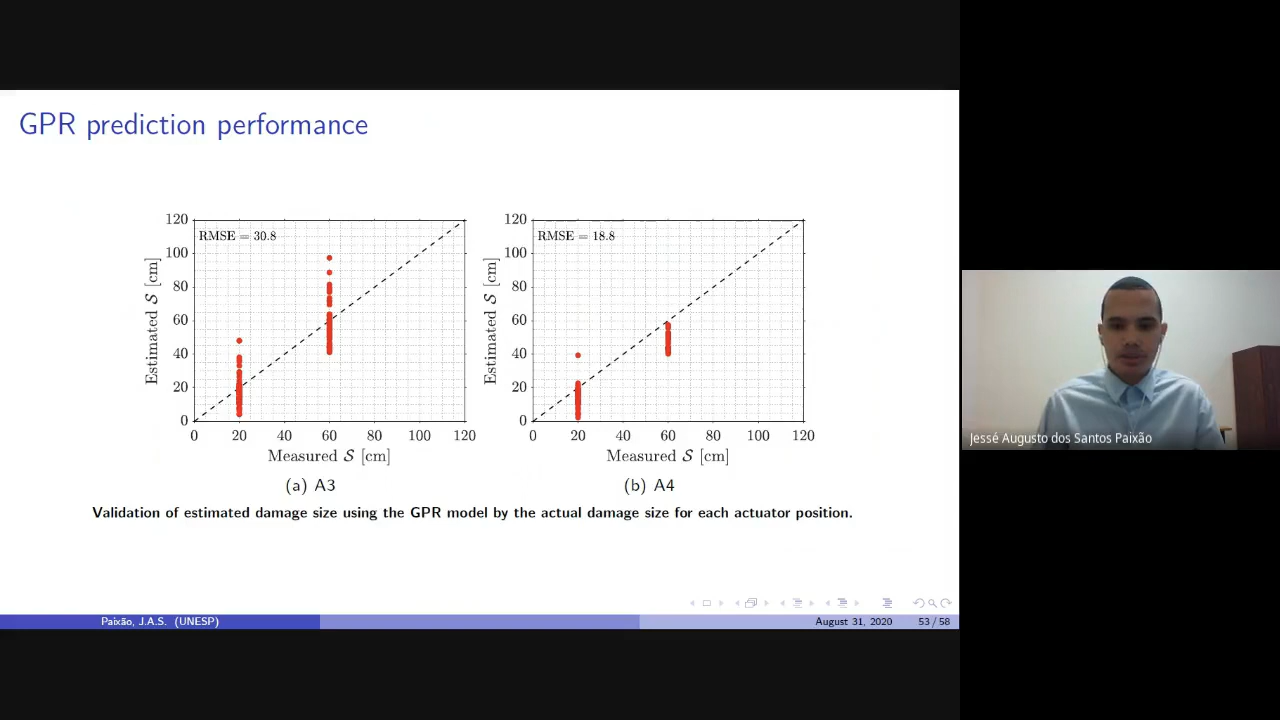 GPR prediction performance
120
100
80
60
40
20
0
Estimated S [cm]
RMSE = 30.8
0 20 40 60 80 100 120
Measured S [cm]
(a) A3
120
100
80
60
40
20
0
Estimated S [cm]
RMSE = 18.8
0 20 40 60 80 100 120
Measured S [cm]
(b) A4
Validation of estimated damage size using the GPR model by the actual damage size for each actuator position.
Paixão, J.A.S. (UNESP)
August 31, 2020
53 / 58
Jessé Augusto dos Santos Paixão